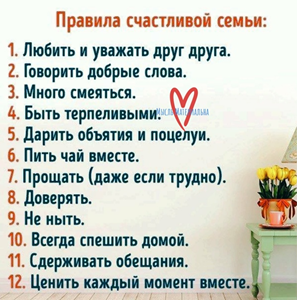 Правила счастливой семьи:
1. Любить и уважать друг друга.
2. Говорить добрые слова.
3. Много смеяться.
4. Быть терпеливыми.
Мысль Материальна
5. Дарить объятия и поцелуи.
6. Пить чай вместе.
7. Прощать (даже если трудно).
8. Доверять.
9. Не ныть.
10. Всегда спешить домой.
11. Сдерживать обещания.
12. Ценить каждый момент вместе.